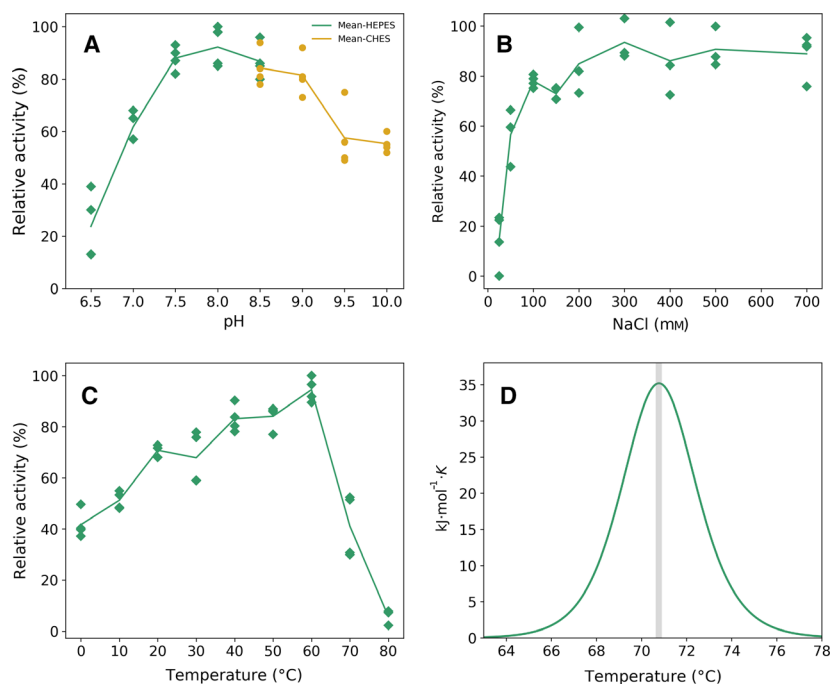 A
Mean-HEPES
Mean-CHES
Relative activity (%)
100
80
60
40
20
0
6.5 7.0 7.5 8.0 8.5 9.0 9.5 10.0
pH
B
Relative activity (%)
100
80
60
40
20
0
0 100 200 300 400 500 600 700
NaCl (mM)
C
Relative activity (%)
100
80
60
40
20
0
0 10 20 30 40 50 60 70 80
Temperature (°C)
D
kJ·mol⁻¹·K
35
30
25
20
15
10
5
0
64 66 68 70 72 74 76 78
Temperature (°C)